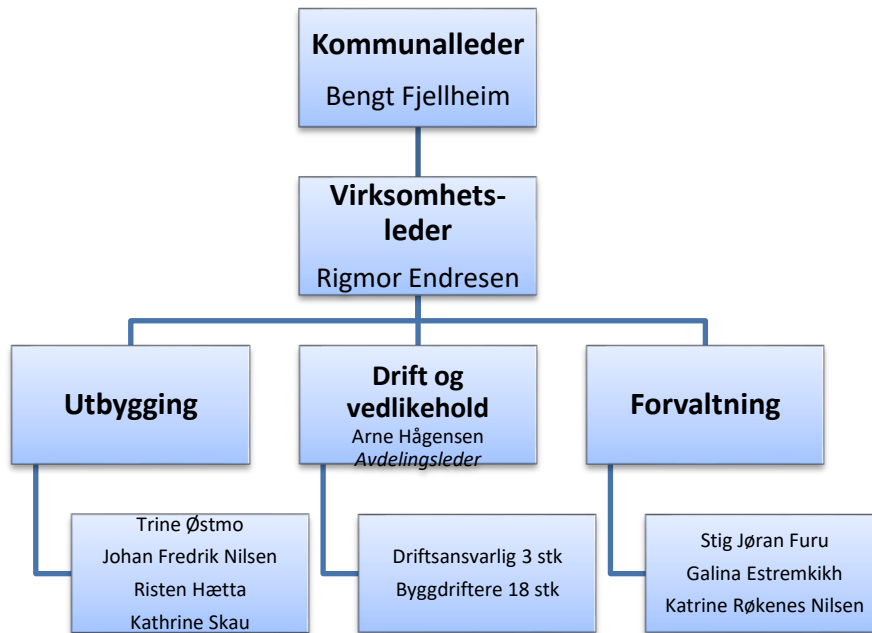 Kommunalleder
Bengt Fjellheim
Virksomhets-
leder
Rigmor Endresen
Utbygging
Drift og
vedlikehold
Arne Hågensen
Avdelingsleder
Forvaltning
Trine Østmo
Johan Fredrik Nilsen
Risten Hætta
Kathrine Skau
Driftsansvarlig 3 stk
Byggdriftere 18 stk
Stig Jøran Furu
Galina Estremkikh
Katrine Røkenes Nilsen